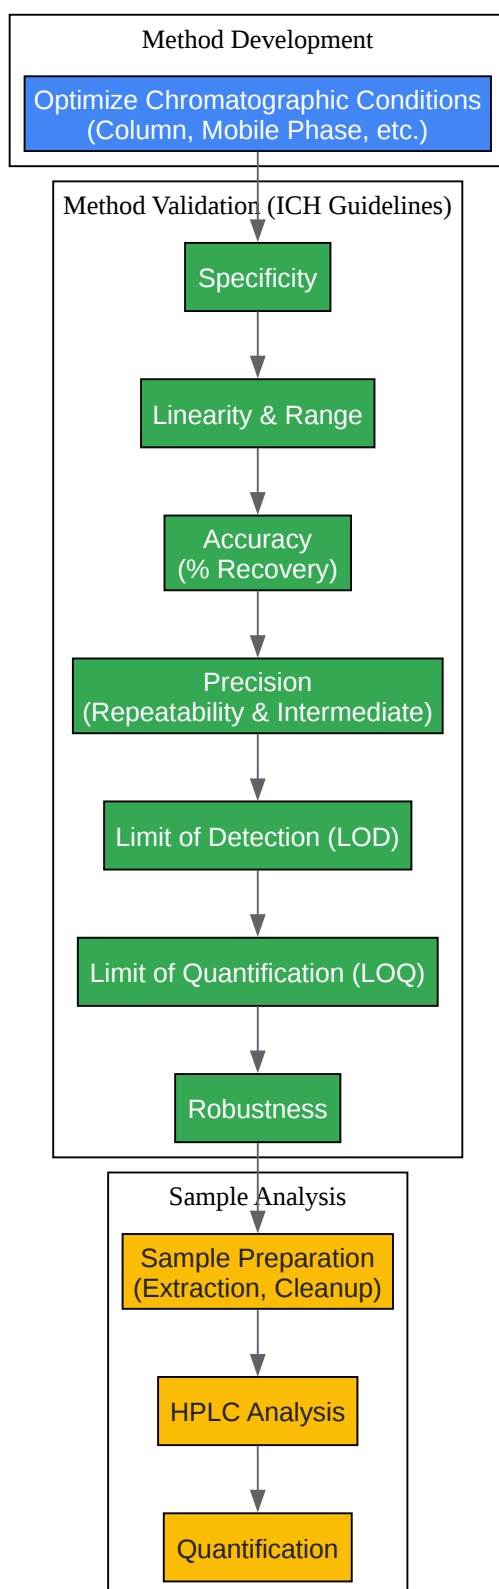 Method Development
Optimize Chromatographic Conditions
(Column, Mobile Phase, etc.)
Method Validation (ICH Guidelines)
Specificity
Linearity & Range
Accuracy
(% Recovery)
Precision
(Repeatability & Intermediate)
Limit of Detection (LOD)
Limit of Quantification (LOQ)
Robustness
Sample Analysis
Sample Preparation
(Extraction, Cleanup)
HPLC Analysis
Quantification